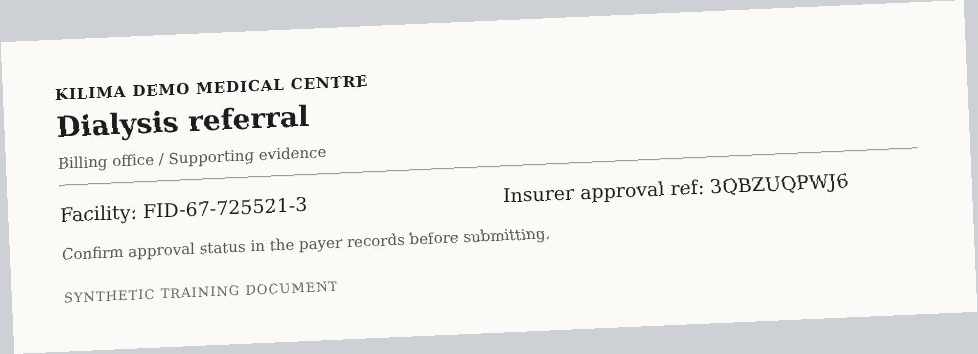 KILIMA DEMO MEDICAL CENTRE
Dialysis referral
Billing office / Supporting evidence
Facility: FID-67-725521-3
Insurer approval ref: 3QBZUQPWJ6
Confirm approval status in the payer records before submitting.
SYNTHETIC TRAINING DOCUMENT